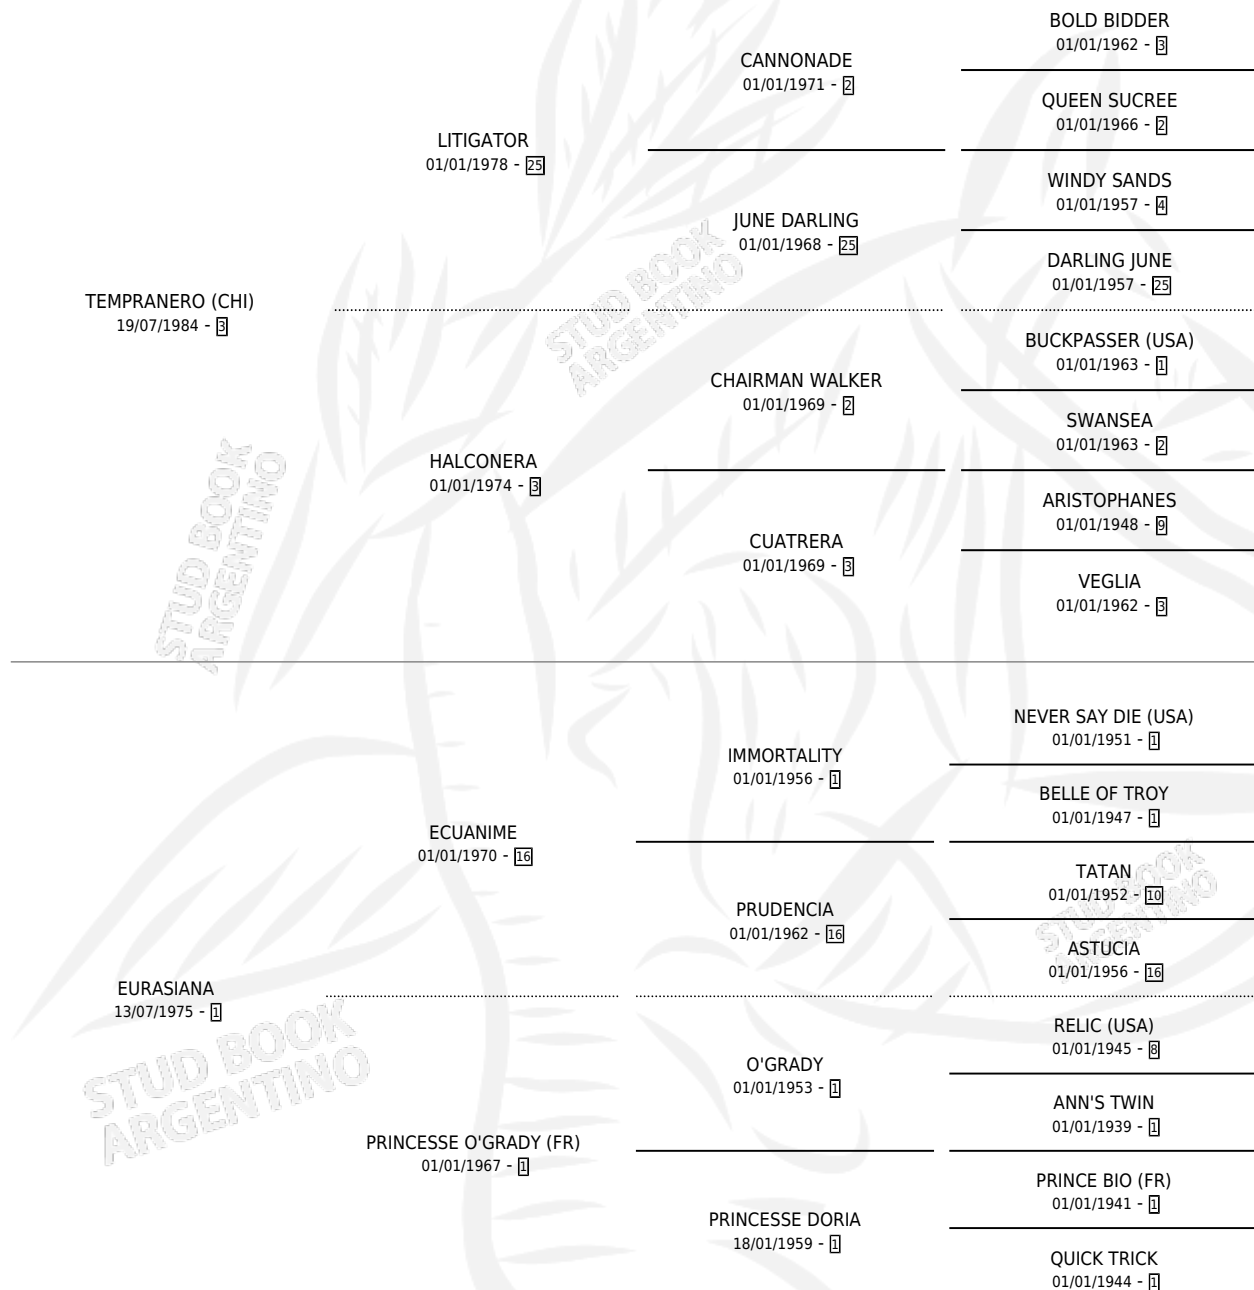 BOLD BIDDER
01/01/1962 - 3
CANNONADE
01/01/1971 - 2
QUEEN SUCREE
01/01/1966 - 2
LITIGATOR
01/01/1978 - 25
WINDY SANDS
01/01/1957 - 4
JUNE DARLING
01/01/1968 - 25
DARLING JUNE
01/01/1957 - 25
TEMPRANERO (CHI)
19/07/1984 - 3
BUCKPASSER (USA)
01/01/1963 - 1
CHAIRMAN WALKER
01/01/1969 - 2
SWANSEA
01/01/1963 - 2
HALCONERA
01/01/1974 - 3
ARISTOPHANES
01/01/1948 - 9
CUATRERA
01/01/1969 - 3
VEGLIA
01/01/1962 - 3
NEVER SAY DIE (USA)
01/01/1951 - 1
IMMORTALITY
01/01/1956 - 1
BELLE OF TROY
01/01/1947 - 1
ECUANIME
01/01/1970 - 16
TATAN
01/01/1952 - 10
PRUDENCIA
01/01/1962 - 16
ASTUCIA
01/01/1956 - 16
EURASIANA
13/07/1975 - 1
RELIC (USA)
01/01/1945 - 8
O'GRADY
01/01/1953 - 1
ANN'S TWIN
01/01/1939 - 1
PRINCESSE O'GRADY (FR)
01/01/1967 - 1
PRINCE BIO (FR)
01/01/1941 - 1
PRINCESSE DORIA
18/01/1959 - 1
QUICK TRICK
01/01/1944 - 1
STUD BOOK
ARGENTINO
STUD BOOK
ARGENTINO
STUD BOOK
ARGENTINO
STUD BOOK
ARGENTINO